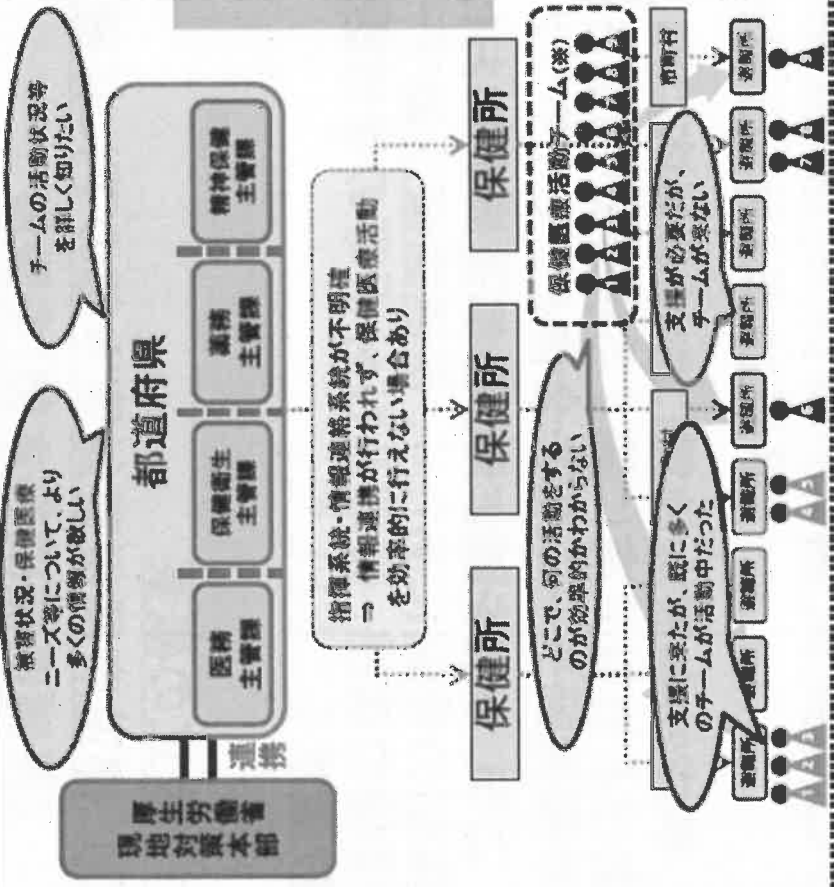 被害状況・保健医療
ニーズ等について、より
多くの情報が欲しい
チームの活動状況等
を詳しく知りたい
厚生労働省
現地対策本部
連携
都道府県
医務
主管課
保健衛生
主管課
薬務
主管課
精神保健
主管課
指揮系統・情報連絡系統が不明確
⇒ 情報連携が行われず、保健医療活動
を効率的に行えない場合あり
保健所
保健所
保健所
どこで、何の活動をする
のが効率的かわからない
保健医療活動チーム(※)
市町村
支援に来たが、既に多く
のチームが活動中だった
支援が必要だが、
チームが来ない
避難所
避難所
避難所
避難所
避難所
避難所
避難所
避難所
避難所